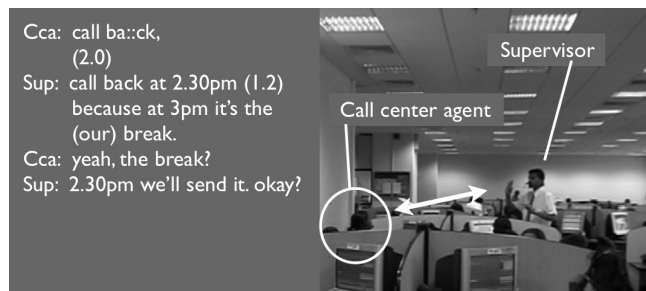 Cca: call ba::ck,
(2.0)
Sup: call back at 2.30pm (1.2)
because at 3pm it's the
(our) break.
Cca: yeah, the break?
Sup: 2.30pm we'll send it. okay?
Supervisor
Call center agent